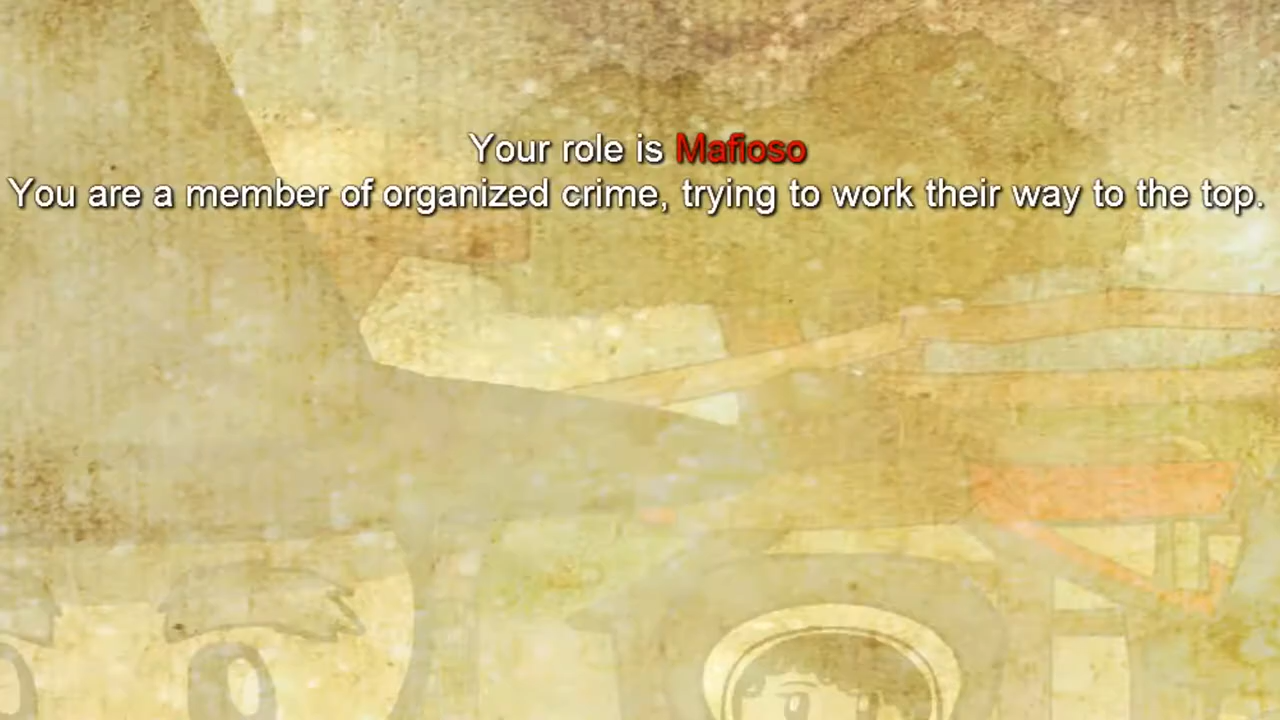 Your role is Mafioso
You are a member of organized crime, trying to work their way to the top.